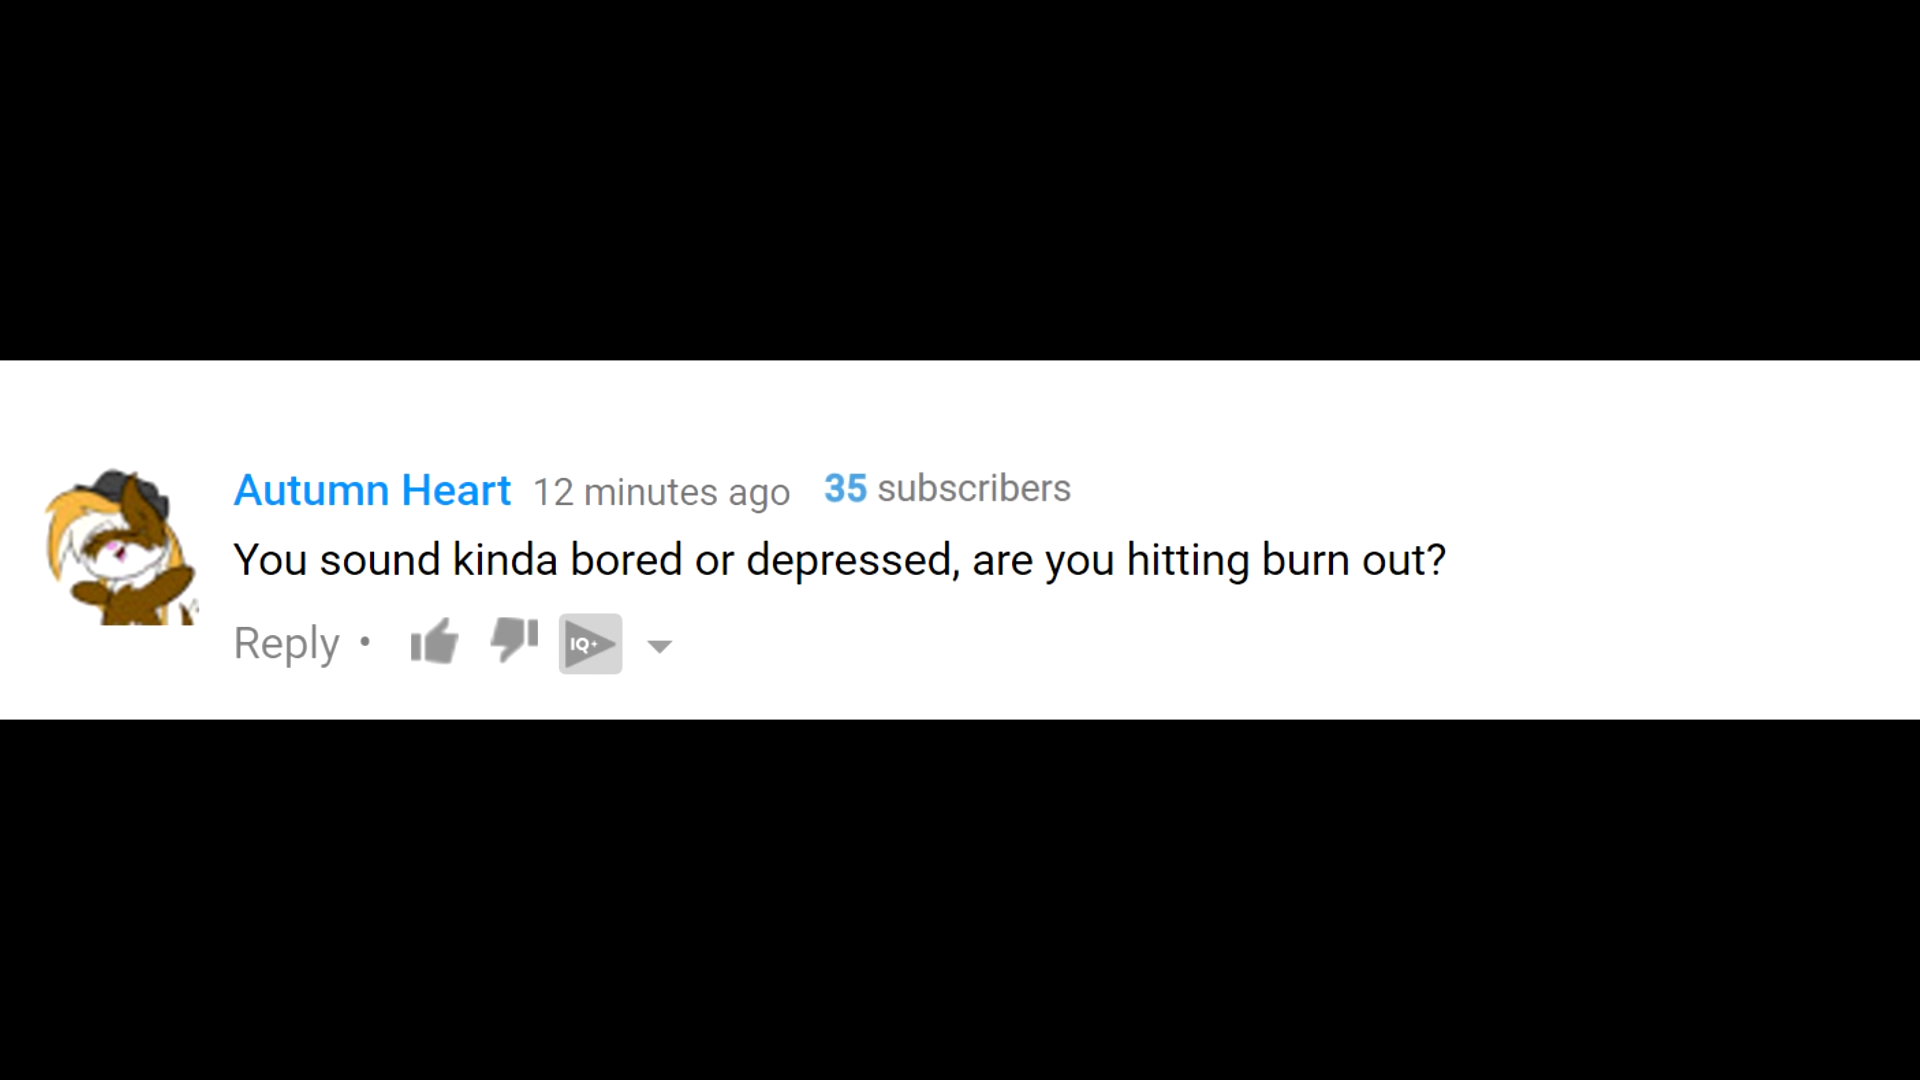 Autumn Heart 12 minutes ago 35 subscribers
You sound kinda bored or depressed, are you hitting burn out?
Reply • IQ+